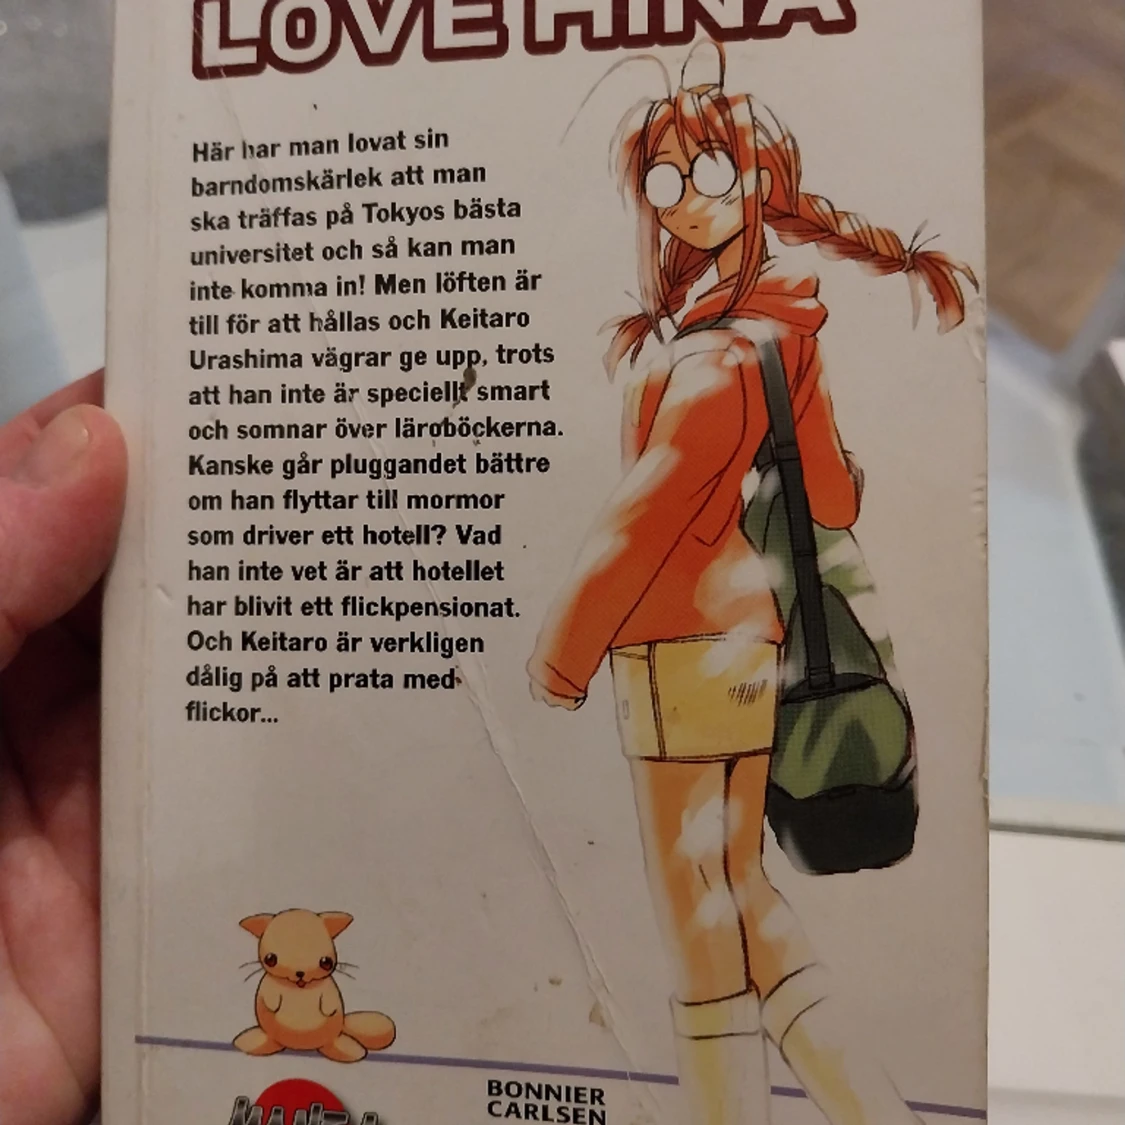 LOVE HINA
Här har man lovat sin
barndomskärlek att man
ska träffas på Tokyos bästa
universitet och så kan man
inte komma in! Men löften är
till för att hållas och Keitaro
Urashima vägrar ge upp, trots
att han inte är speciellt smart
och somnar över läroböckerna.
Kanske går pluggandet bättre
om han flyttar till mormor
som driver ett hotell? Vad
han inte vet är att hotellet
har blivit ett flickpensionat.
Och Keitaro är verkligen
dålig på att prata med
flickor...
BONNIER
CARLSEN